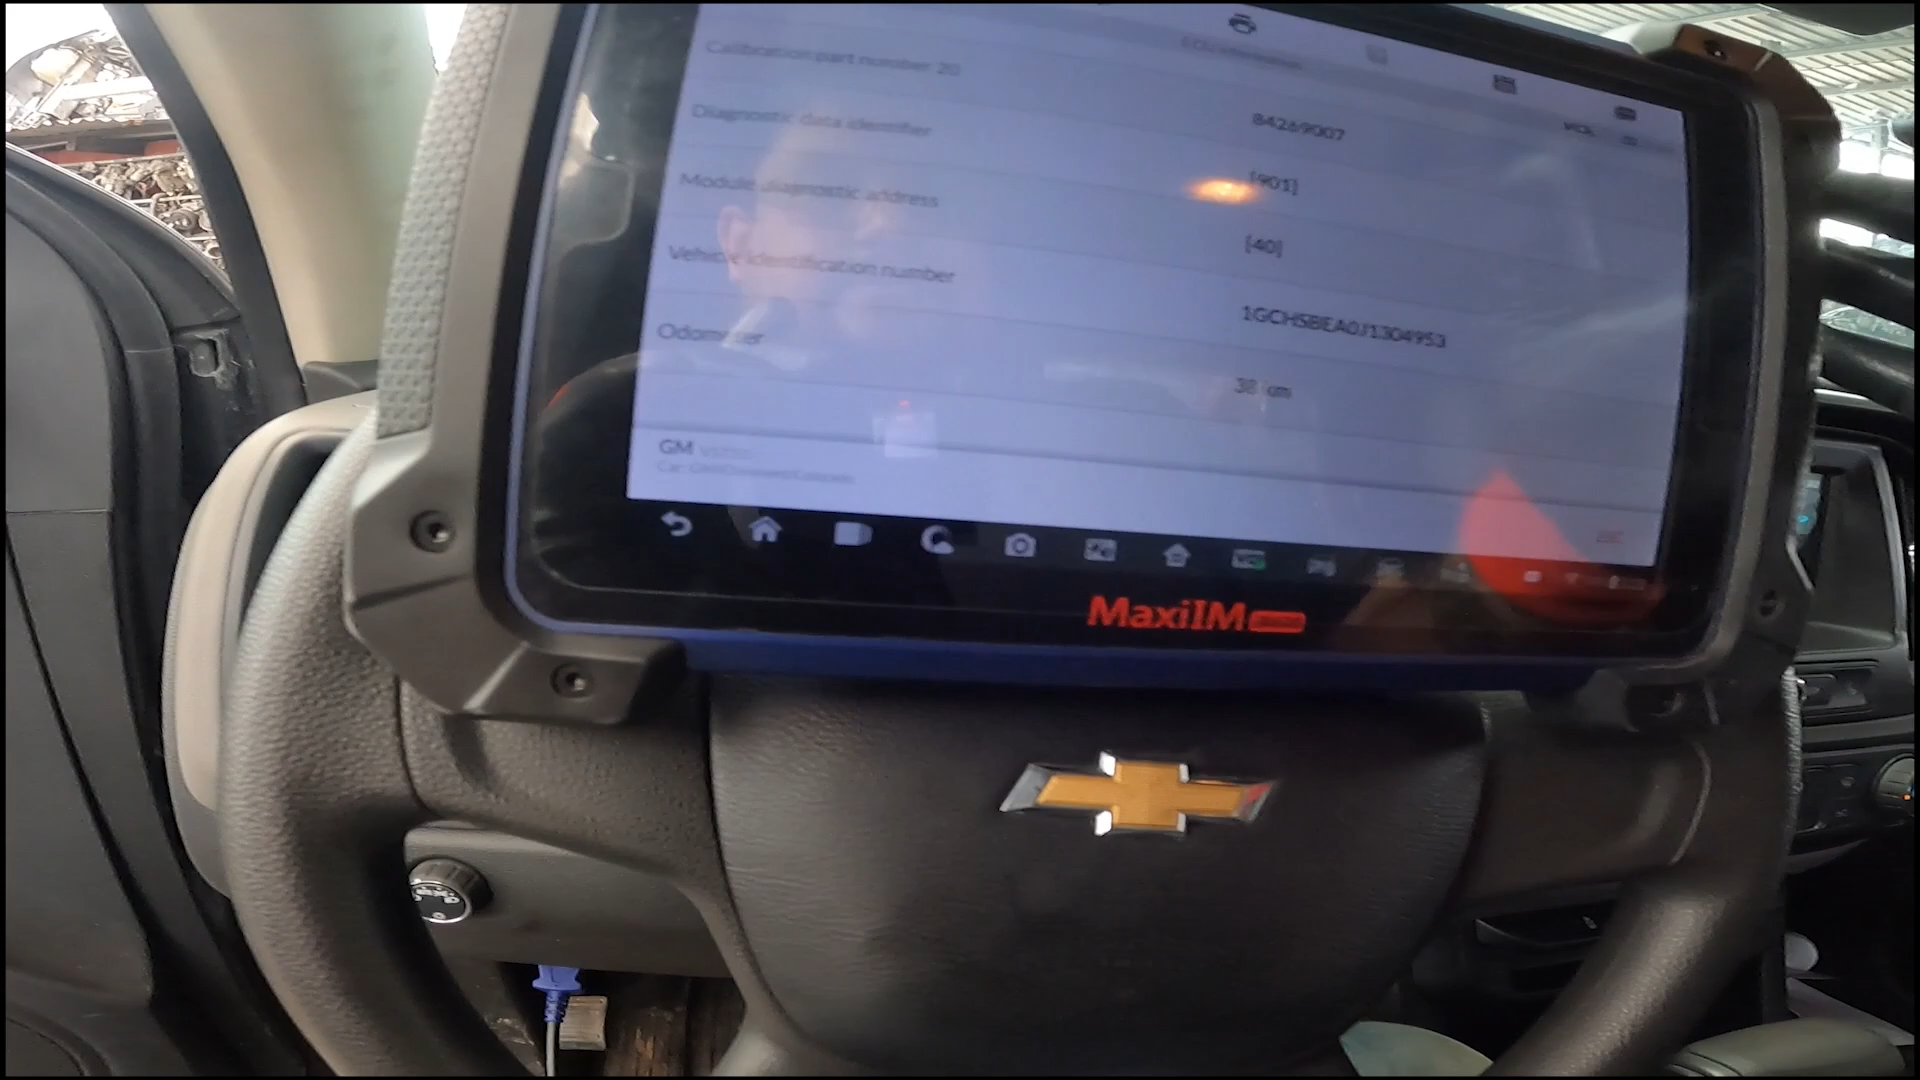 Calibration part number 20
84269007
Diagnostic data identifier
[901]
Module diagnostic address
[40]
Vehicle identification number
1GCHSBEA0J1304953
Odometer
38 km
GM
MaxiIM